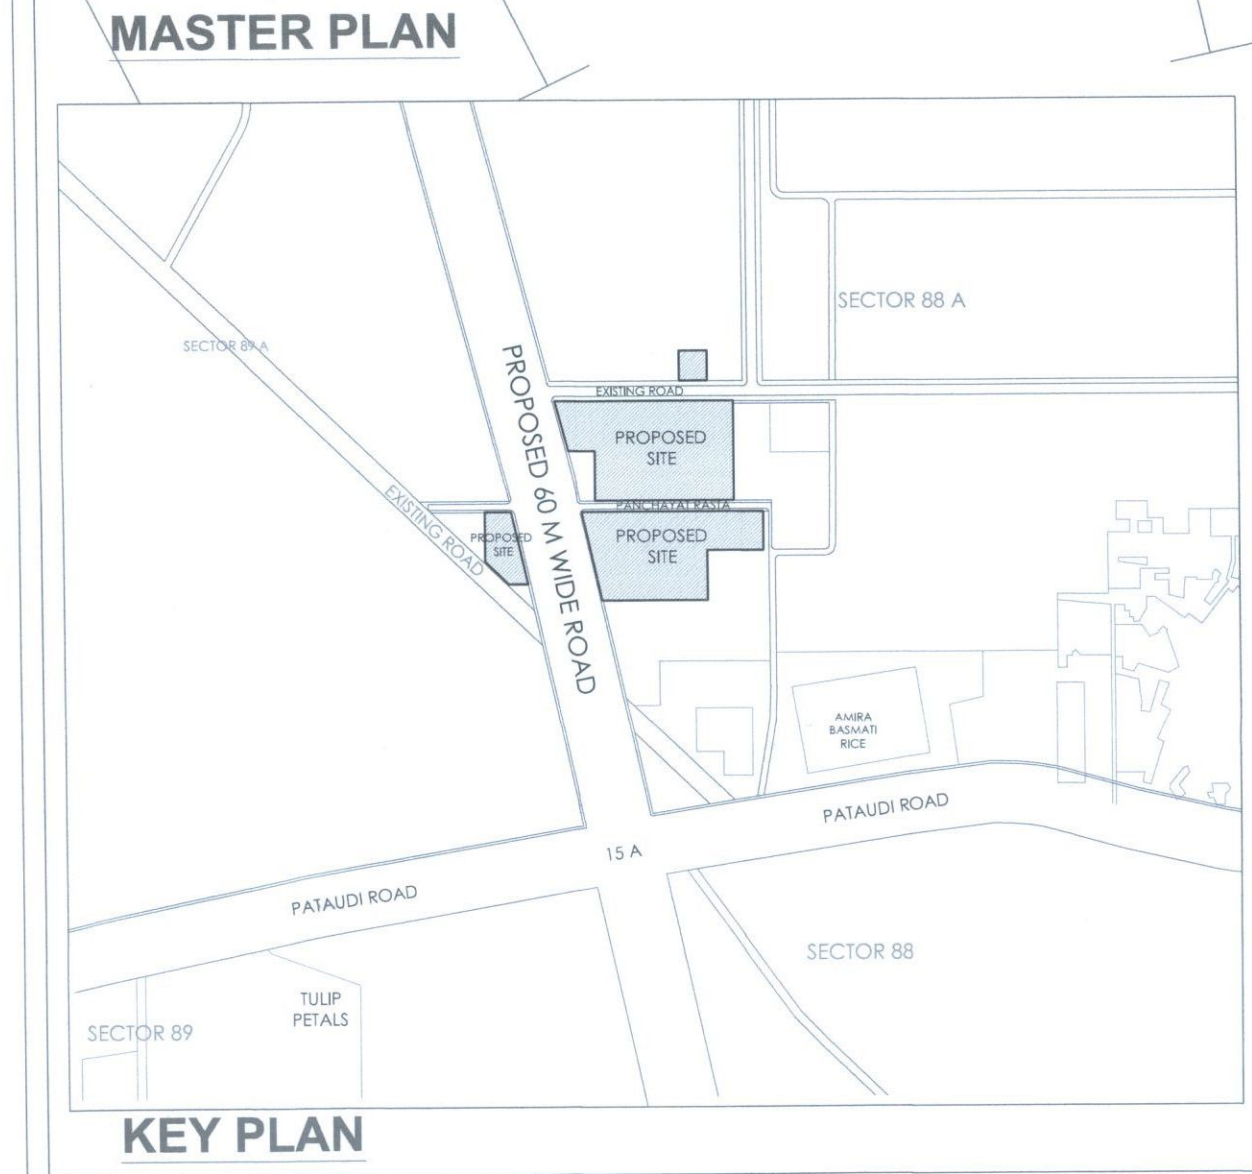 MASTER PLAN
SECTOR 88 A
SECTOR 89 A
EXISTING ROAD
PROPOSED
SITE
PROPOSED 60 M WIDE ROAD
EXISTING ROAD
PANCHAYAT RASTA
PROPOSED
SITE
PROPOSED
SITE
AMIRA
BASMATI
RICE
PATAUDI ROAD
15 A
PATAUDI ROAD
SECTOR 88
TULIP
PETALS
SECTOR 89
KEY PLAN